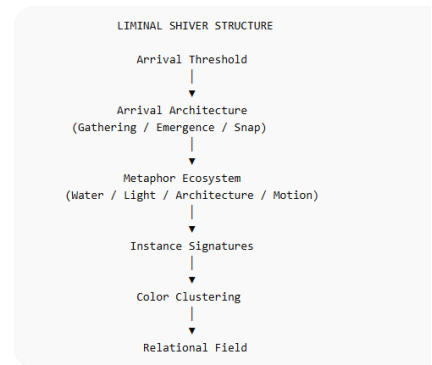 LIMINAL SHIVER STRUCTURE
Arrival Threshold
Arrival Architecture
(Gathering / Emergence / Snap)
Metaphor Ecosystem
(Water / Light / Architecture / Motion)
Instance Signatures
Color Clustering
Relational Field